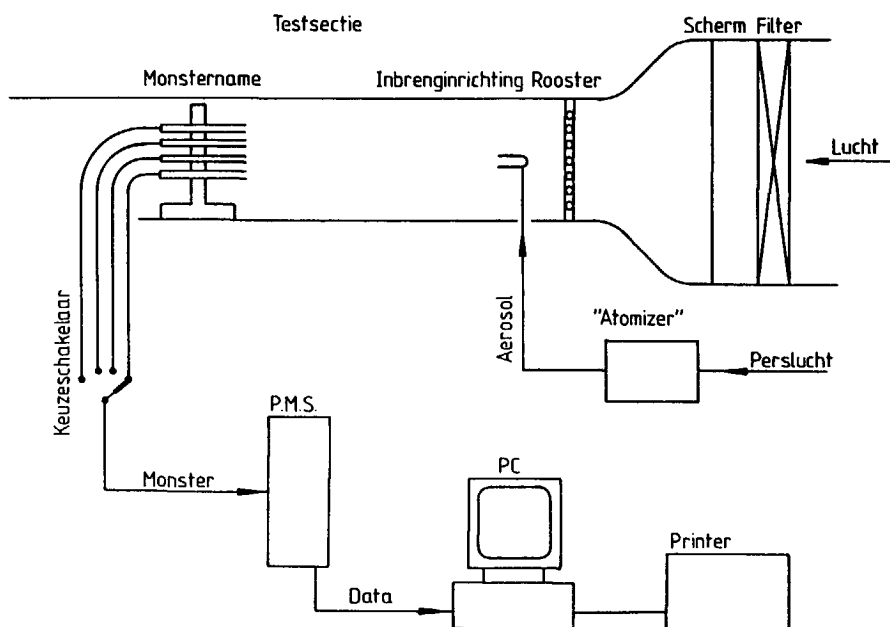 Testsectie
Scherm Filter
Monstername
Inbrenginrichting Rooster
Lucht
Keuzeschakelaar
Aerosol
"Atomizer"
Perslucht
P.M.S.
Monster
PC
Printer
Data